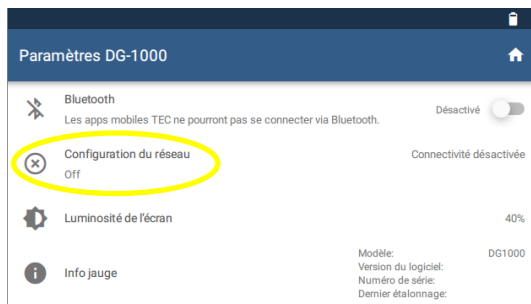 Paramètres DG-1000
Bluetooth
Les apps mobiles TEC ne pourront pas se connecter via Bluetooth.
Désactivé
Configuration du réseau
Off
Connectivité désactivée
Luminosité de l'écran
40%
Info jauge
Modèle: DG1000
Version du logiciel:
Numéro de série:
Dernier étalonnage: